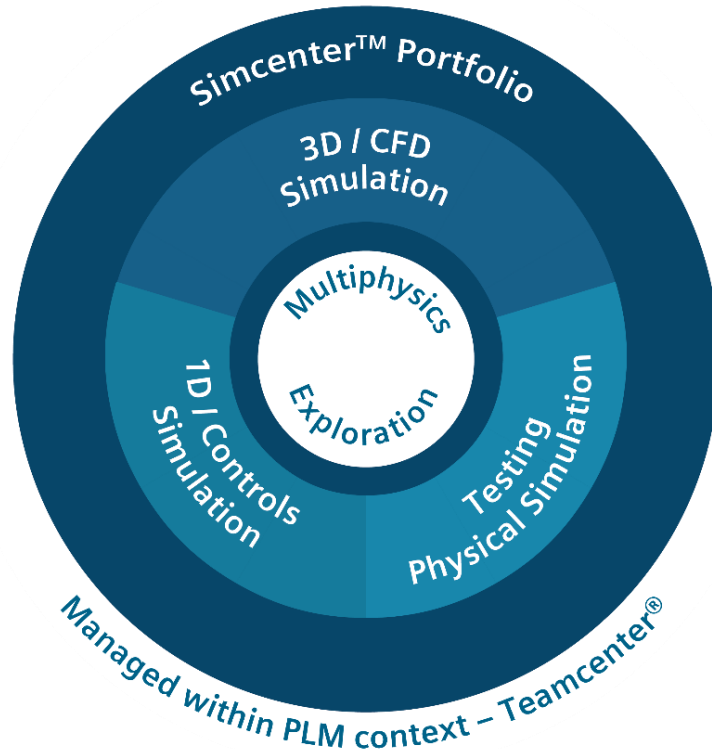 Simcenter™ Portfolio
3D / CFD
Simulation
Multiphysics
Exploration
1D / Controls
Simulation
Testing
Physical Simulation
Managed within PLM context – Teamcenter®